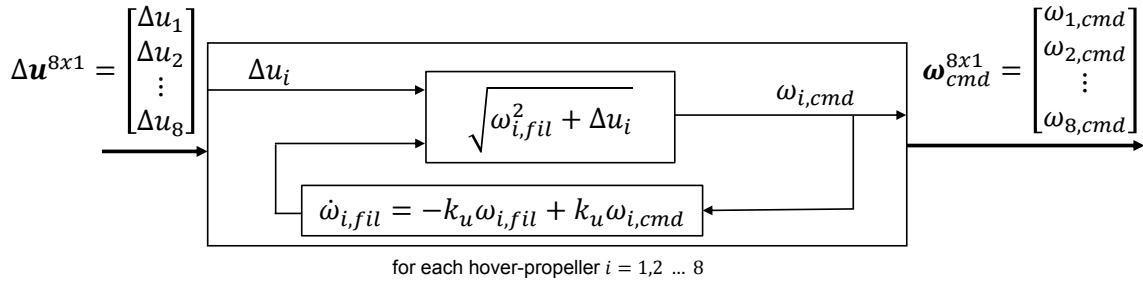 Δ𝒖^{8x1} = [Δu_1 Δu_2 ⋮ Δu_8]
Δu_i
√(ω_{i,fil}^2 + Δu_i)
ω_{i,cmd}
ω_{cmd}^{8x1} = [ω_{1,cmd} ω_{2,cmd} ⋮ ω_{8,cmd}]
ω̇_{i,fil} = −k_u ω_{i,fil} + k_u ω_{i,cmd}
for each hover-propeller i = 1,2 … 8